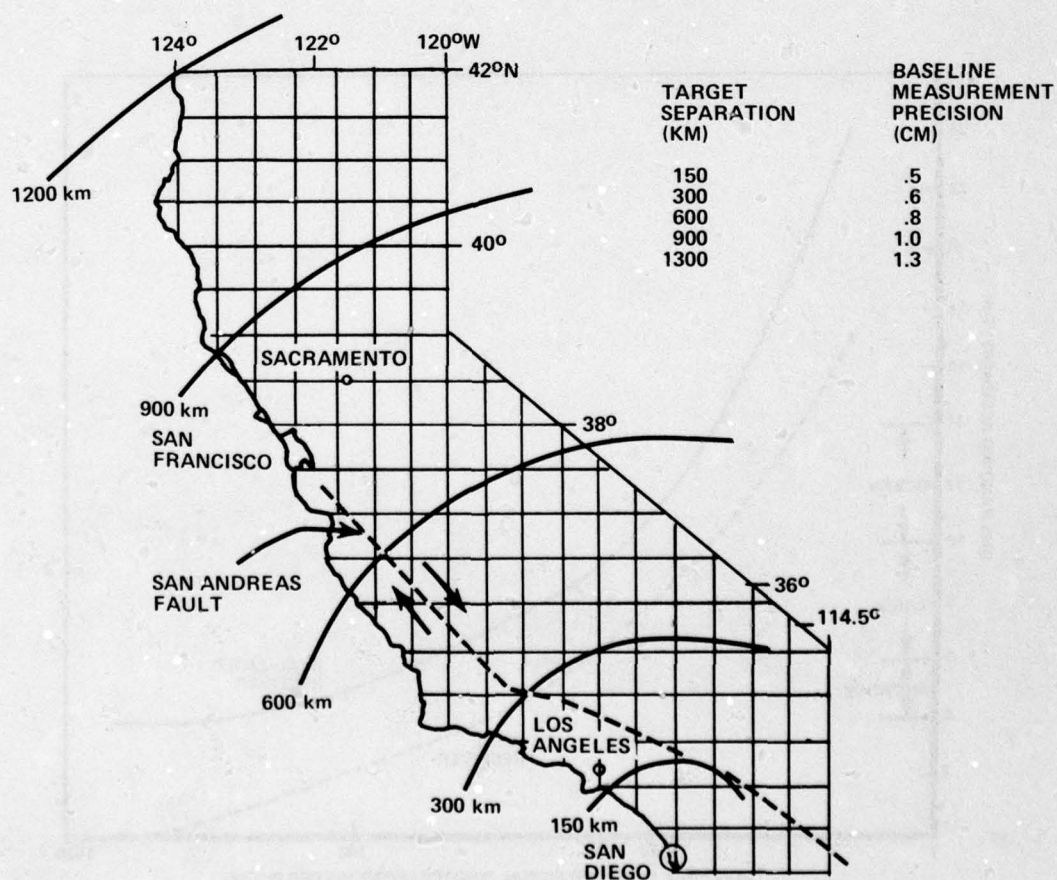 124° 122° 120°W
42°N
1200 km
TARGET
SEPARATION
(KM)
BASELINE
MEASUREMENT
PRECISION
(CM)
150 .5
300 .6
600 .8
900 1.0
1300 1.3
40°
SACRAMENTO
900 km
38°
SAN
FRANCISCO
SAN ANDREAS
FAULT
36°
114.5°
600 km
LOS
ANGELES
300 km
150 km
SAN
DIEGO